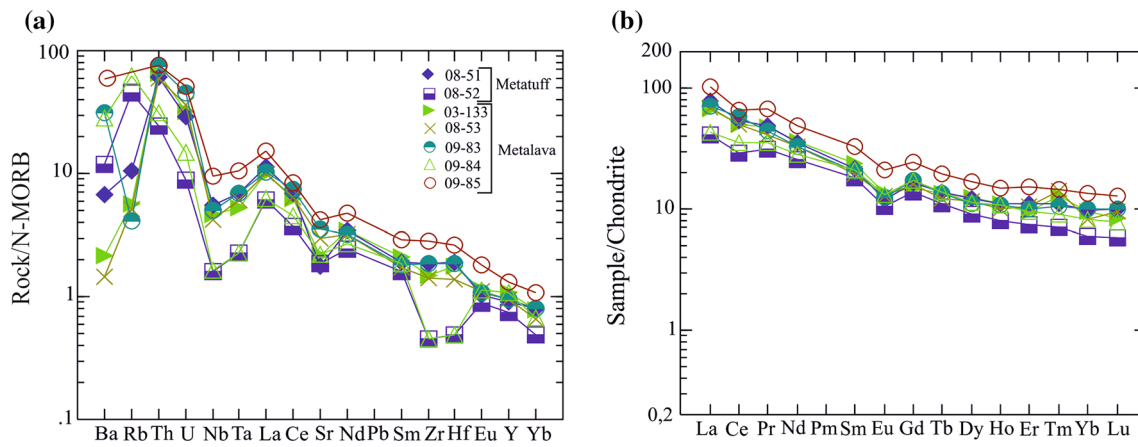 (a)
100
10
1
.1
Rock/N-MORB
08-51
08-52
Metatuff
03-133
08-53
09-83
09-84
09-85
Metalava
Ba Rb Th U Nb Ta La Ce Sr Nd Pb Sm Zr Hf Eu Y Yb
(b)
200
100
10
1
0,2
Sample/Chondrite
La Ce Pr Nd Pm Sm Eu Gd Tb Dy Ho Er Tm Yb Lu